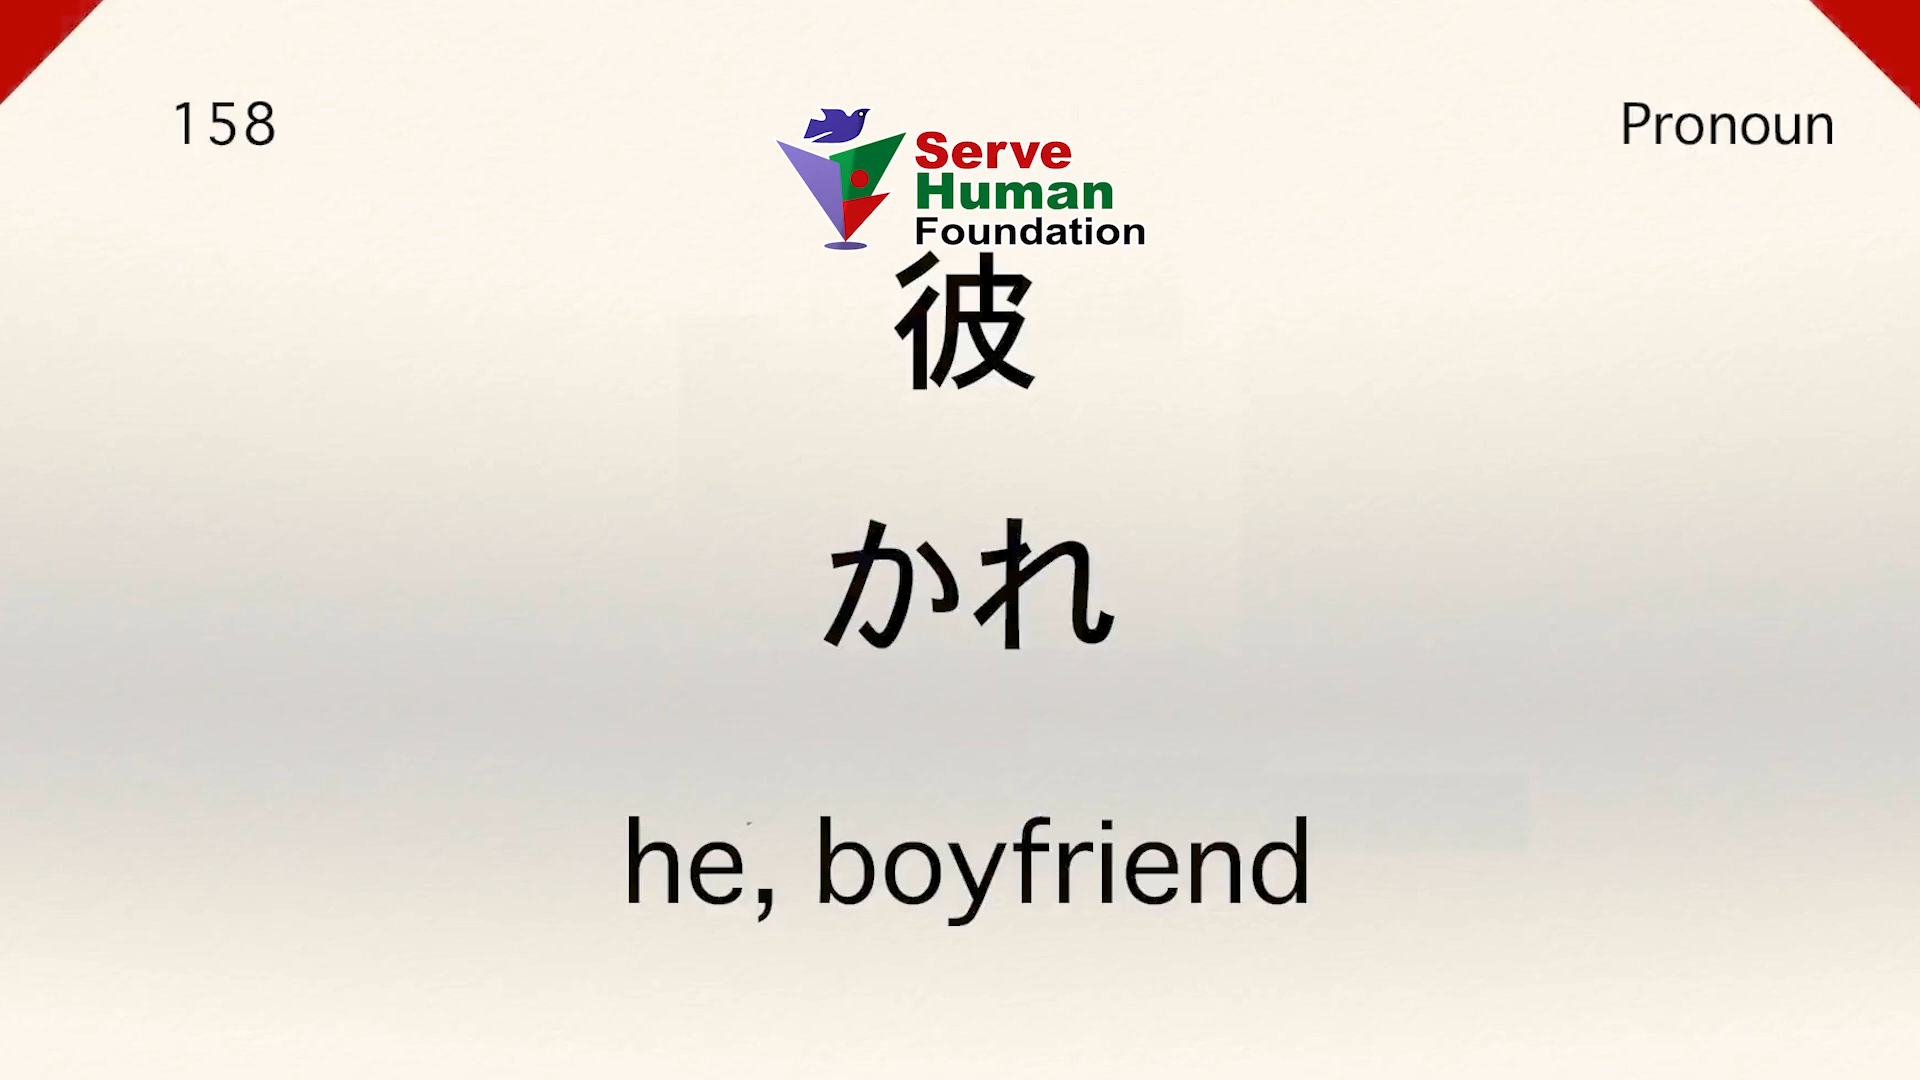 158
Pronoun
Serve
Human
Foundation
彼
かれ
he, boyfriend